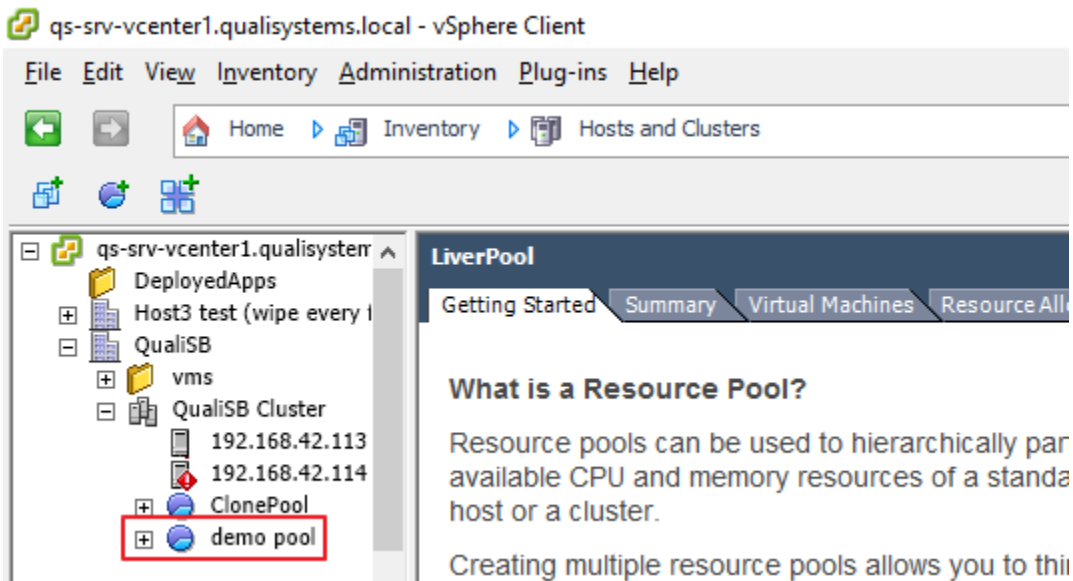 qs-srv-vcenter1.qualisystems.local - vSphere Client
File Edit View Inventory Administration Plug-ins Help
Home Inventory Hosts and Clusters
qs-srv-vcenter1.qualisystem
DeployedApps
Host3 test (wipe every
QualiSB
vms
QualiSB Cluster
192.168.42.113
192.168.42.114
ClonePool
demo pool
LiverPool
Getting Started Summary Virtual Machines Resource All
What is a Resource Pool?
Resource pools can be used to hierarchically par
available CPU and memory resources of a standa
host or a cluster.
Creating multiple resource pools allows you to thi